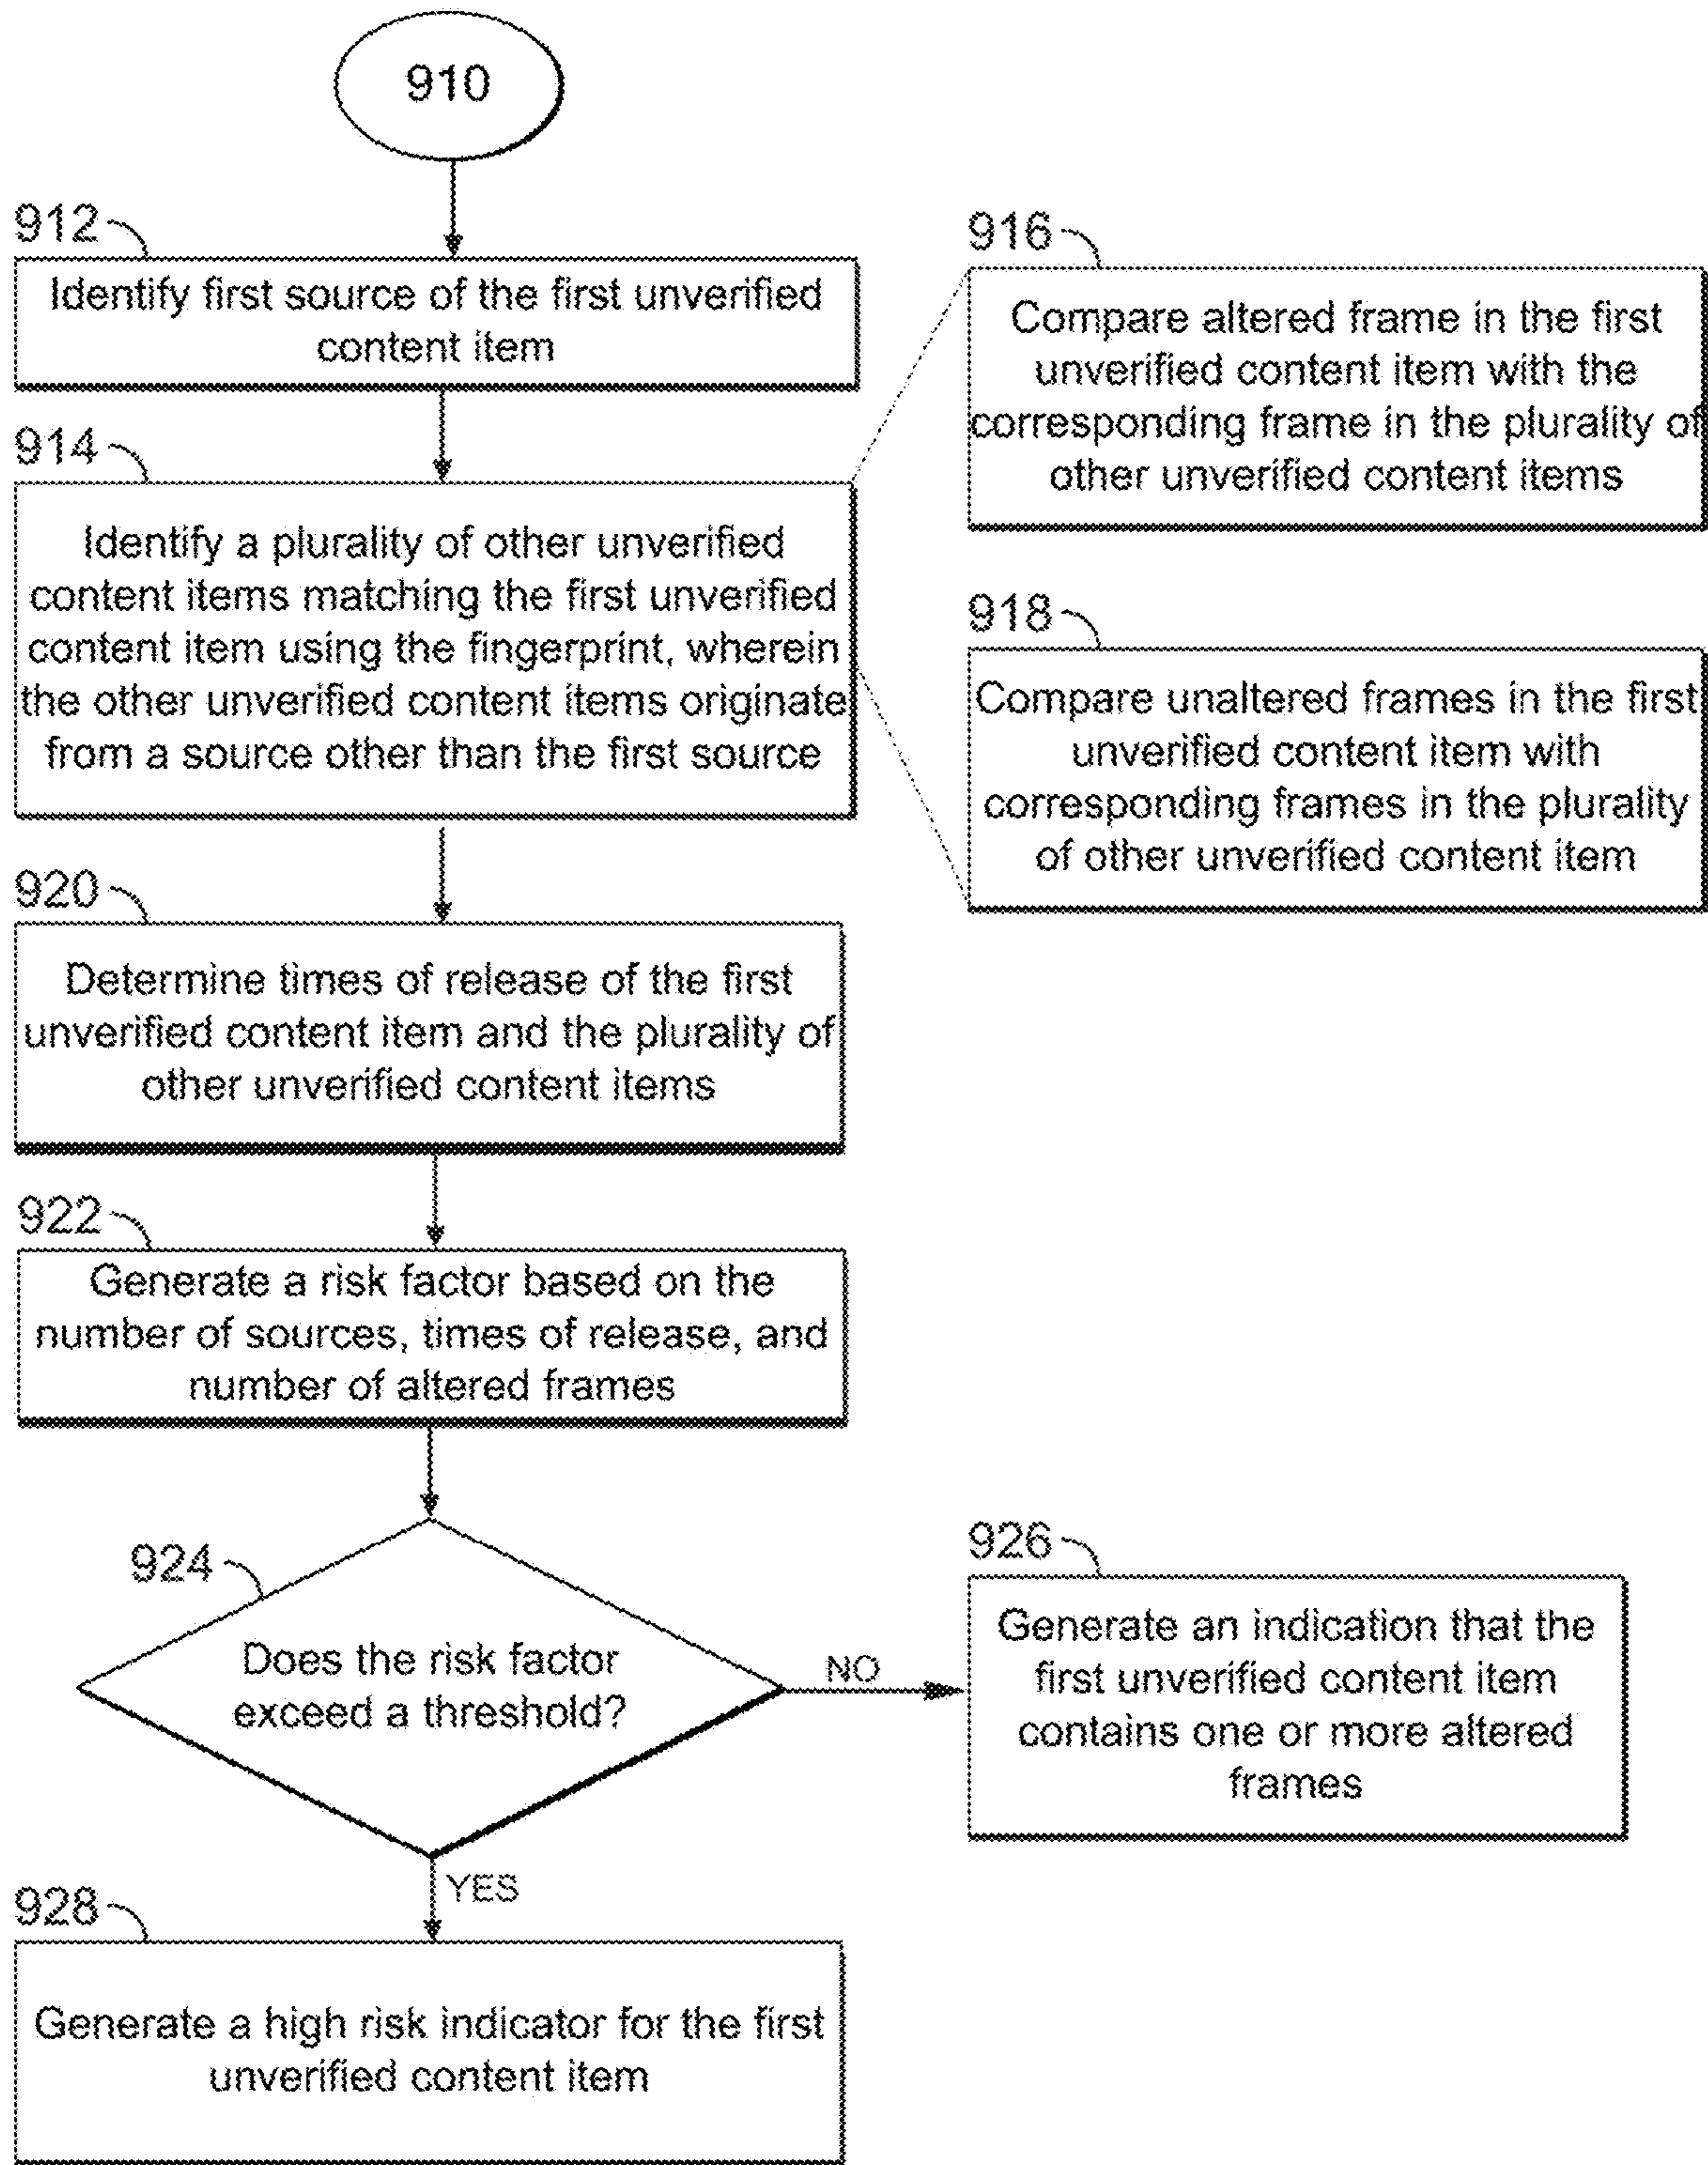 910
912
Identify first source of the first unverified
content item
914
Identify a plurality of other unverified
content items matching the first unverified
content item using the fingerprint, wherein
the other unverified content items originate
from a source other than the first source
916
Compare altered frame in the first
unverified content item with the
corresponding frame in the plurality of
other unverified content items
918
Compare unaltered frames in the first
unverified content item with
corresponding frames in the plurality
of other unverified content item
920
Determine times of release of the first
unverified content item and the plurality of
other unverified content items
922
Generate a risk factor based on the
number of sources, times of release, and
number of altered frames
924
Does the risk factor
exceed a threshold?
NO
926
Generate an indication that the
first unverified content item
contains one or more altered
frames
YES
928
Generate a high risk indicator for the first
unverified content item